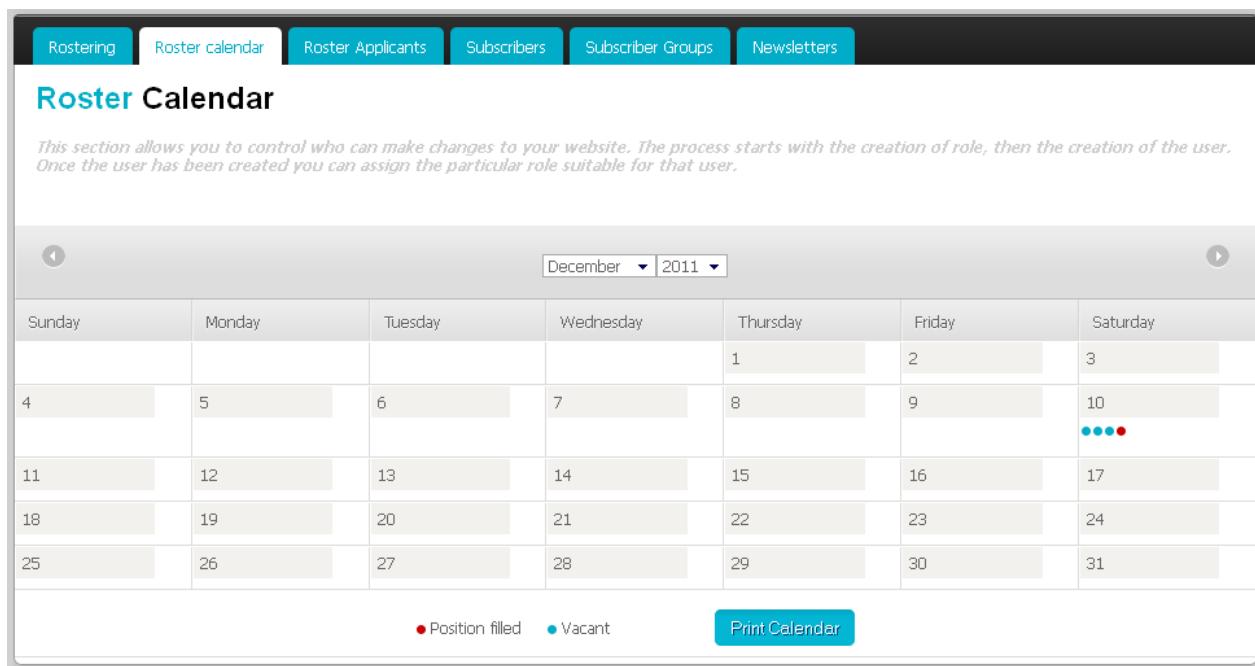 Rostering Roster calendar Roster Applicants Subscribers Subscriber Groups Newsletters
Roster Calendar
This section allows you to control who can make changes to your website. The process starts with the creation of role, then the creation of the user.
Once the user has been created you can assign the particular role suitable for that user.
December 2011
Sunday Monday Tuesday Wednesday Thursday Friday Saturday
1 2 3
4 5 6 7 8 9 10
11 12 13 14 15 16 17
18 19 20 21 22 23 24
25 26 27 28 29 30 31
Position filled Vacant Print Calendar